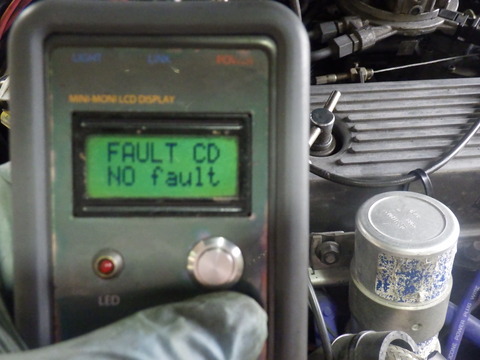 LIGHT LINK POWER
MINI-MONI LCD DISPLAY
FAULT CD
NO fault
LED